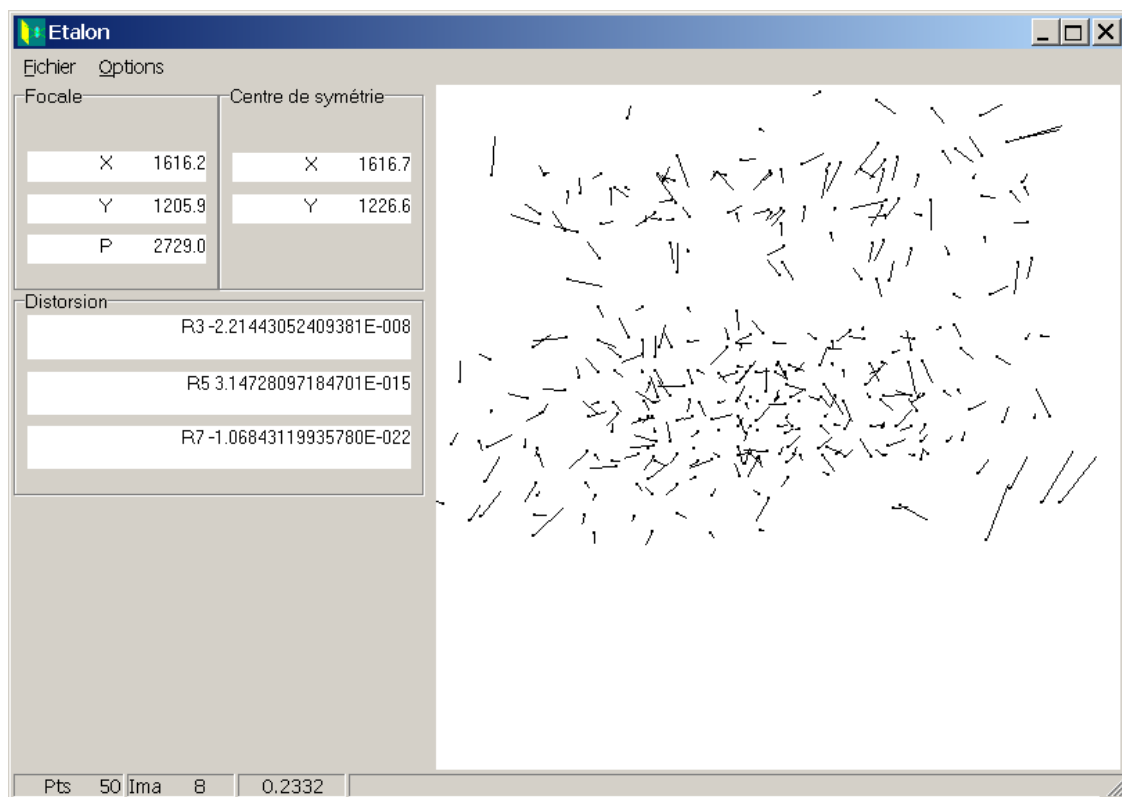 Etalon
Fichier Options
Focale
X 1616.2
Y 1205.9
P 2729.0
Centre de symétrie
X 1616.7
Y 1226.6
Distorsion
R3 -2.21443052409381E-008
R5 3.14728097184701E-015
R7 -1.06843119935780E-022
Pts 50 Ima 8 0.2332